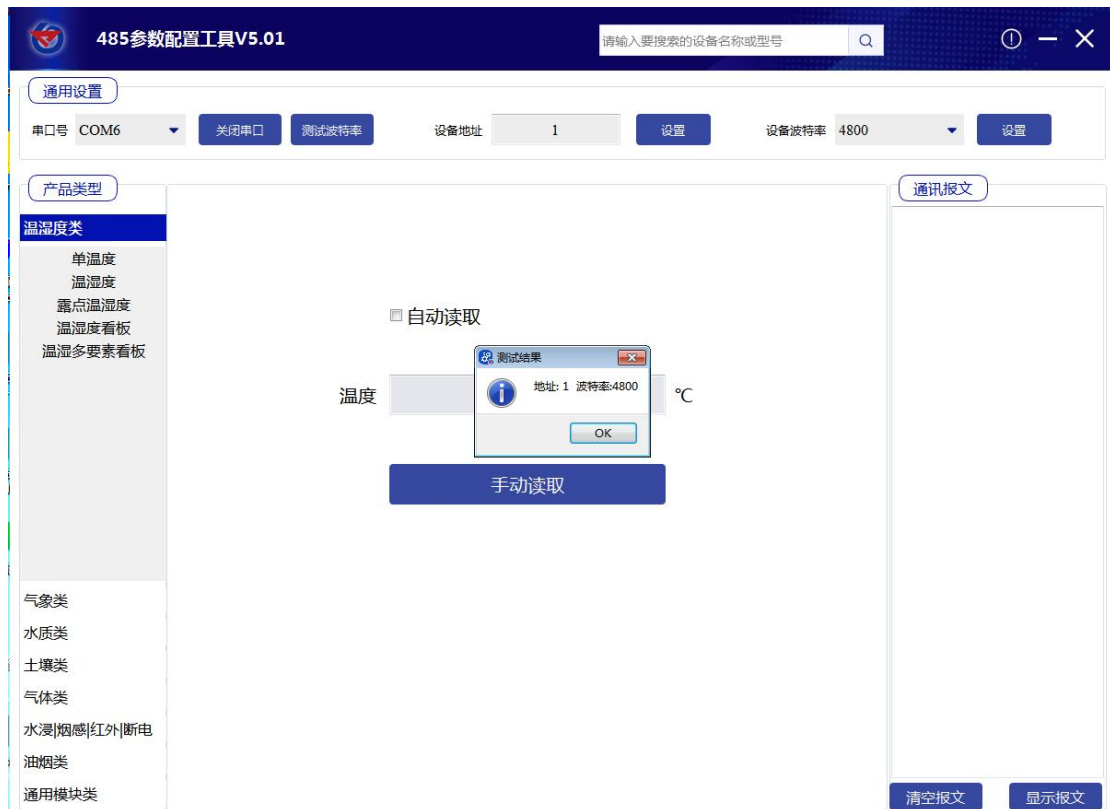 485参数配置工具V5.01
请输入要搜索的设备名称或型号
通用设置
串口号 COM6 关闭串口 测试波特率 设备地址 1 设置 设备波特率 4800 设置
产品类型
通讯报文
温湿度类
单温度
温湿度
露点温湿度
温湿度看板
温湿多要素看板
气象类
水质类
土壤类
气体类
水浸|烟感|红外|断电
油烟类
通用模块类
自动读取
温度 ℃
手动读取
测试结果
地址: 1 波特率:4800
OK
清空报文 显示报文